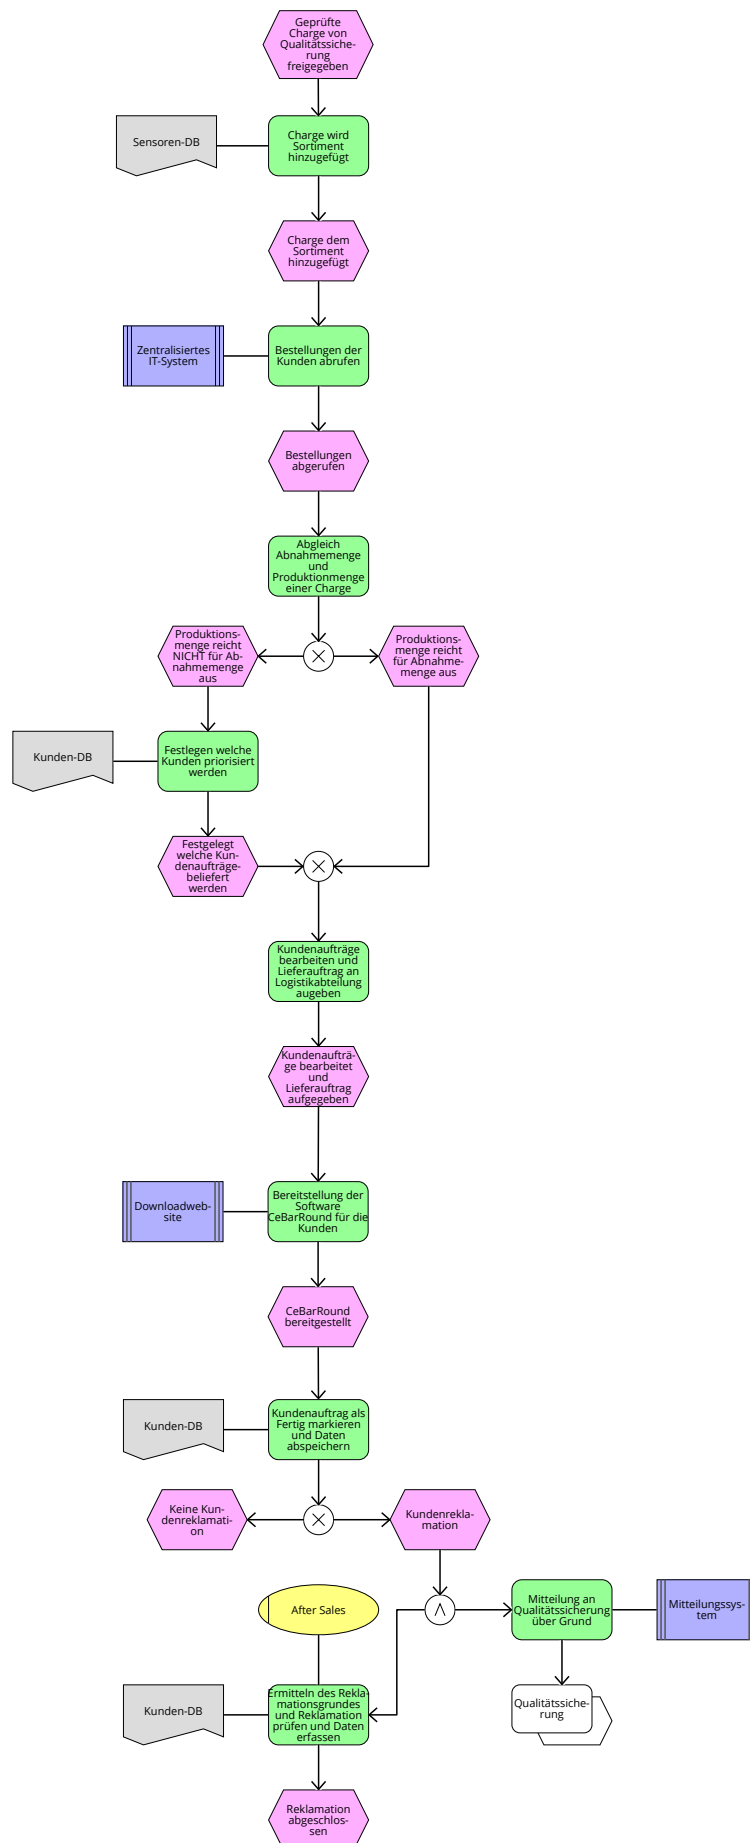 Geprüfte
Charge von
Qualitätssiche-
rung
freigegeben
Sensoren-DB
Charge wird
Sortiment
hinzugefügt
Charge dem
Sortiment
hinzugefügt
Zentralisiertes
IT-System
Bestellungen der
Kunden abrufen
Bestellungen
abgerufen
Abgleich
Abnahmemenge
und
Produktionmenge
einer Charge
Produktions-
menge reicht
NICHT für Ab-
nahmemenge
aus
Produktions-
menge reicht
für Abnahme-
menge aus
Kunden-DB
Festlegen welche
Kunden priorisiert
werden
Festgelegt
welche Kun-
denaufträge-
beliefert
werden
Kundenaufträge
bearbeiten und
Lieferauftrag an
Logistikabteilung
augeben
Kundenaufträ-
ge bearbeitet
und
Lieferauftrag
aufgegeben
Downloadweb-
site
Bereitstellung der
Software
CeBarRound für die
Kunden
CeBarRound
bereitgestellt
Kunden-DB
Kundenauftrag als
Fertig markieren
und Daten
abspeichern
Keine Kun-
denreklamati-
on
Kundenrekla-
mation
After Sales
Mitteilung an
Qualitätssicherung
über Grund
Mitteilungssys-
tem
Kunden-DB
Ermitteln des Rekla-
mationsgrundes
und Reklamation
prüfen und Daten
erfassen
Qualitätssiche-
rung
Reklamation
abgeschlos-
sen